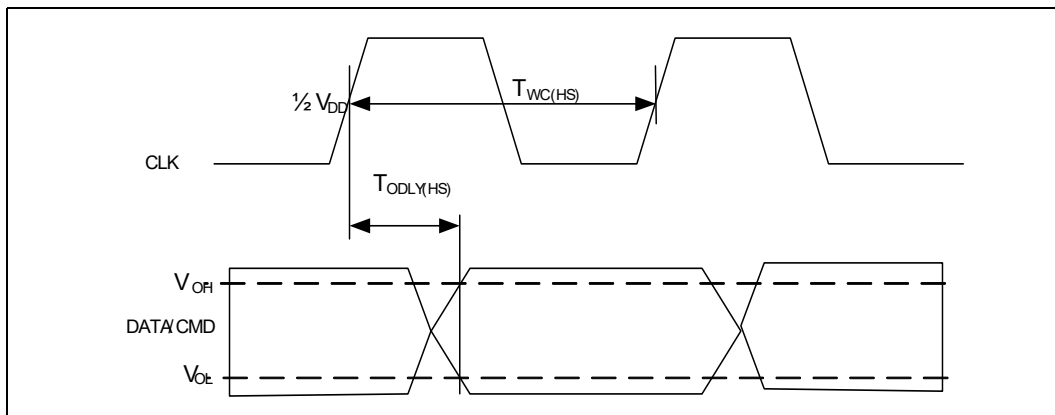 ½ VDD
TWC(HS)
CLK
TODLY(HS)
VOH
DATA/CMD
VOL